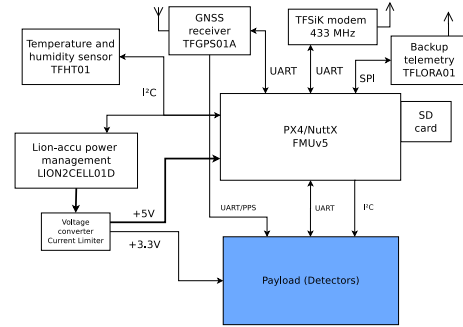 GNSS
receiver
TFGPS01A
TFSiK modem
433 MHz
Temperature and
humidity sensor
TFHT01
Backup
telemetry
TFLORA01
UART
UART
SPI
I²C
PX4/NuttX
FMUv5
SD
card
Lion-accu power
management
LION2CELL01D
Voltage
converter
Current Limiter
+5V
+3.3V
UART/PPS
UART
I²C
Payload (Detectors)